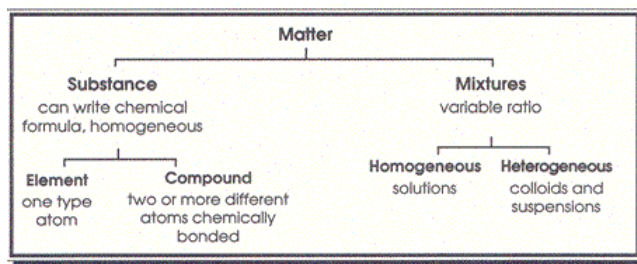 Matter
Substance
can write chemical
formula, homogeneous
Mixtures
variable ratio
Element
one type
atom
Compound
two or more different
atoms chemically
bonded
Homogeneous
solutions
Heterogeneous
colloids and
suspensions